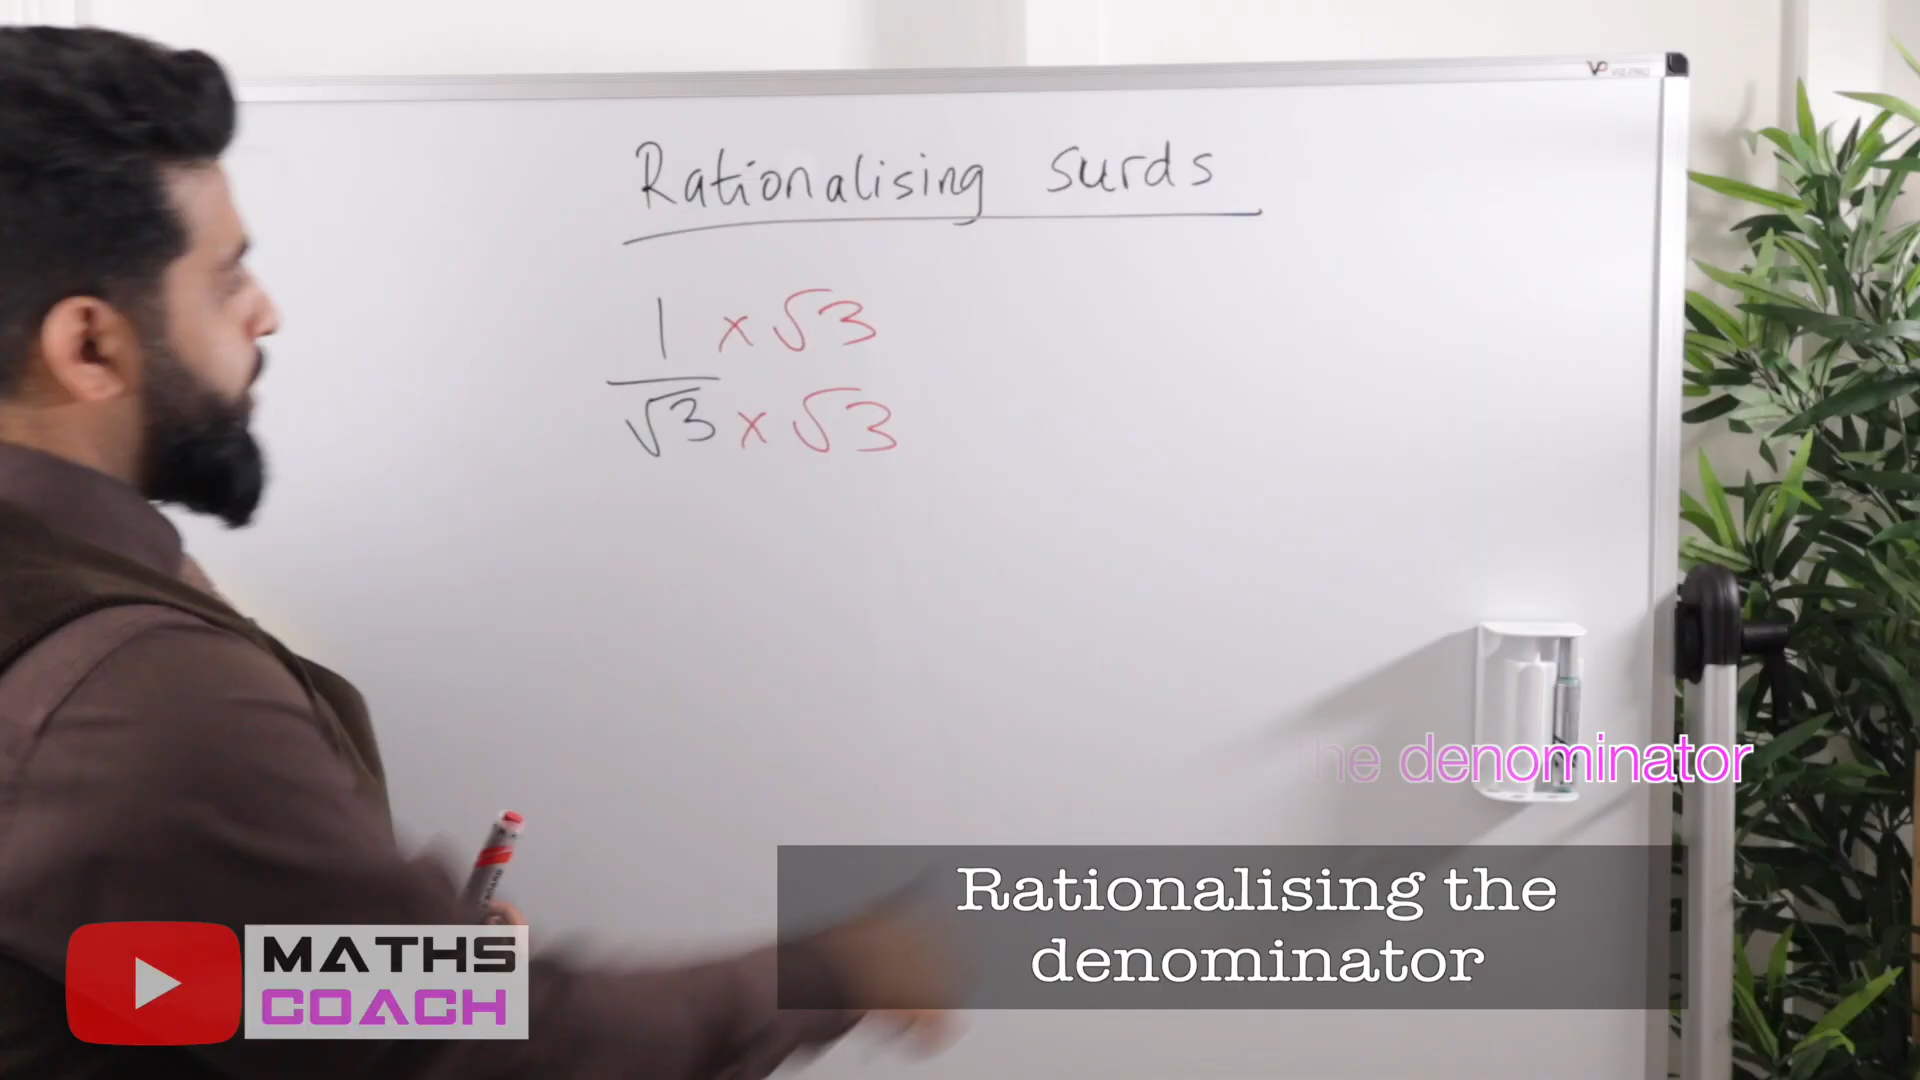 Rationalising surds
1 × √3
√3 × √3
the denominator
Rationalising the
denominator
MATHS
COACH